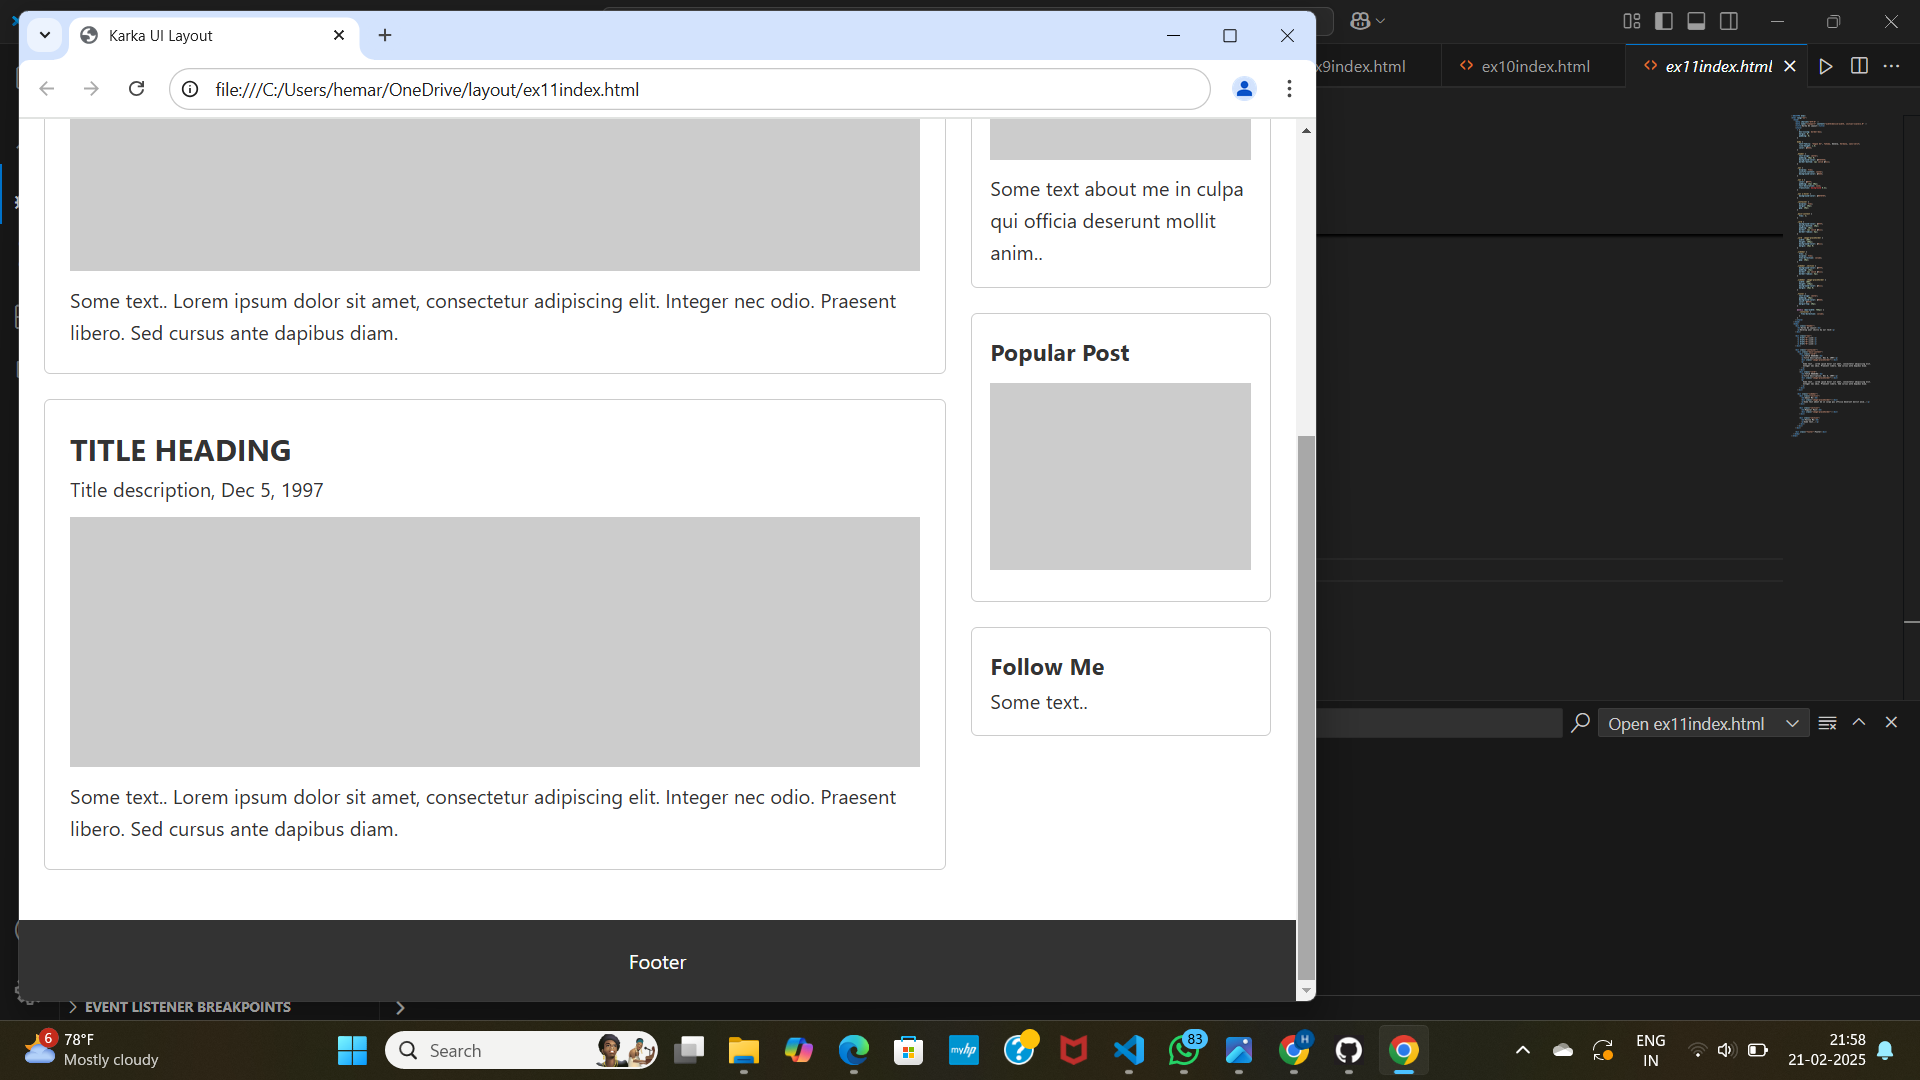 Karka UI Layout
file:///C:/Users/hemar/OneDrive/layout/ex11index.html
x9index.html
ex10index.html
ex11index.html
Some text.. Lorem ipsum dolor sit amet, consectetur adipiscing elit. Integer nec odio. Praesent
libero. Sed cursus ante dapibus diam.
TITLE HEADING
Title description, Dec 5, 1997
Some text.. Lorem ipsum dolor sit amet, consectetur adipiscing elit. Integer nec odio. Praesent
libero. Sed cursus ante dapibus diam.
Some text about me in culpa
qui officia deserunt mollit
anim..
Popular Post
Follow Me
Some text..
Footer
Open ex11index.html
EVENT LISTENER BREAKPOINTS
6
78°F
Mostly cloudy
Search
myhp
83
H
ENG
IN
21:58
21-02-2025